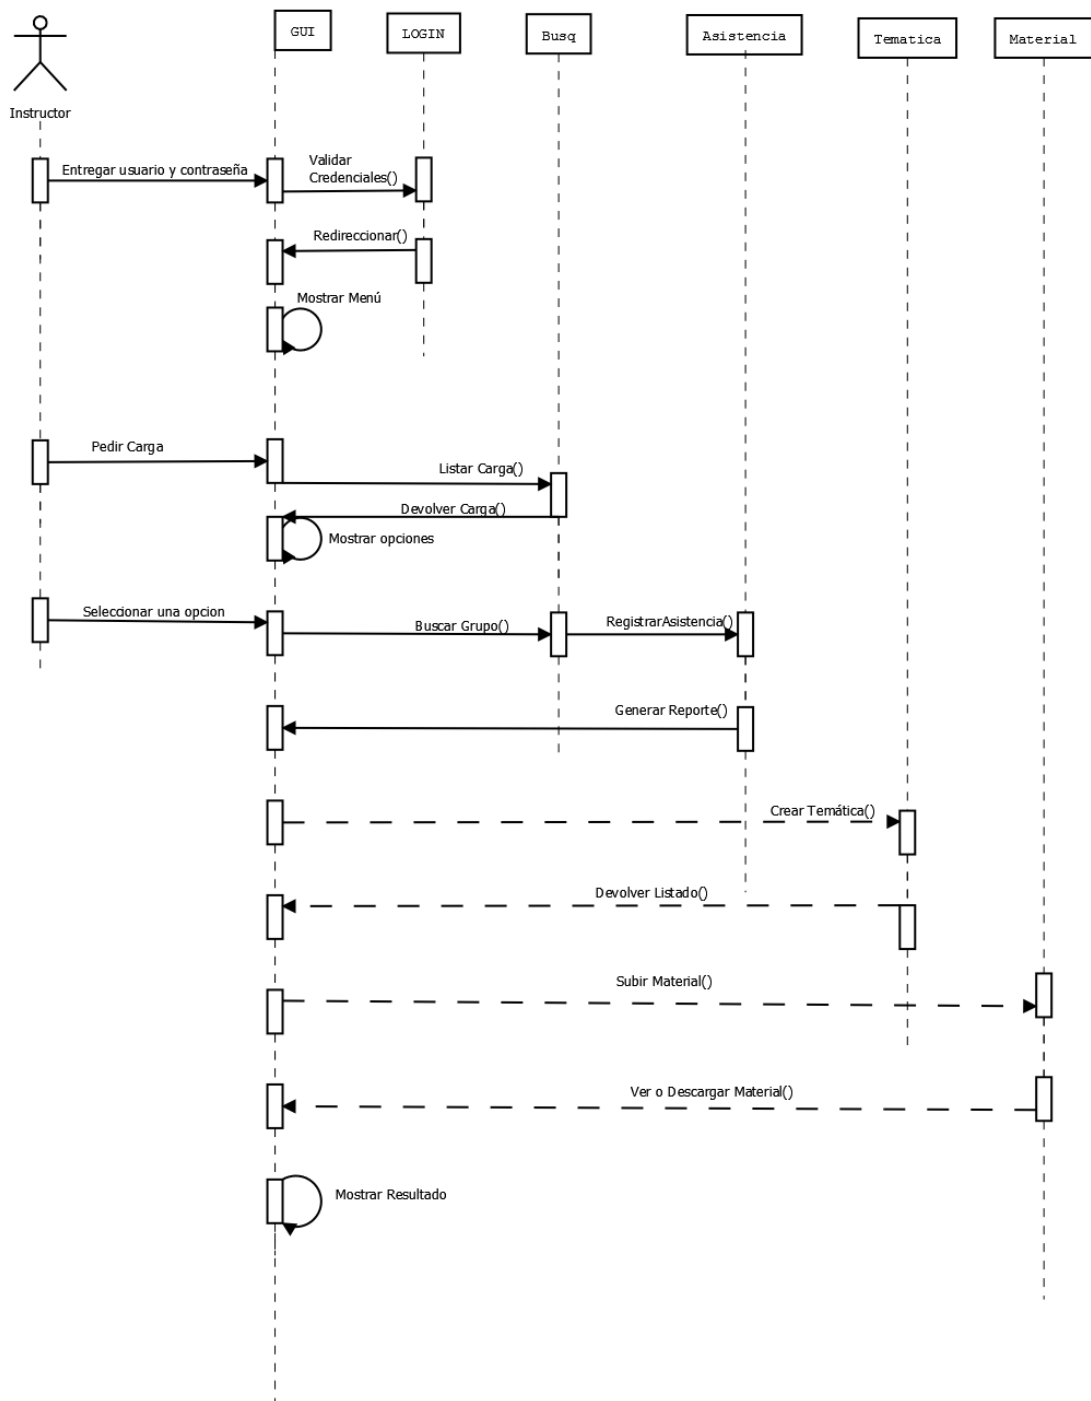 GUI
LOGIN
Busq
Asistencia
Tematica
Material
Instructor
Entregar usuario y contraseña
Validar
Credenciales()
Redireccionar()
Mostrar Menú
Pedir Carga
Listar Carga()
Devolver Carga()
Mostrar opciones
Seleccionar una opcion
Buscar Grupo()
RegistrarAsistencia()
Generar Reporte()
Crear Temática()
Devolver Listado()
Subir Material()
Ver o Descargar Material()
Mostrar Resultado